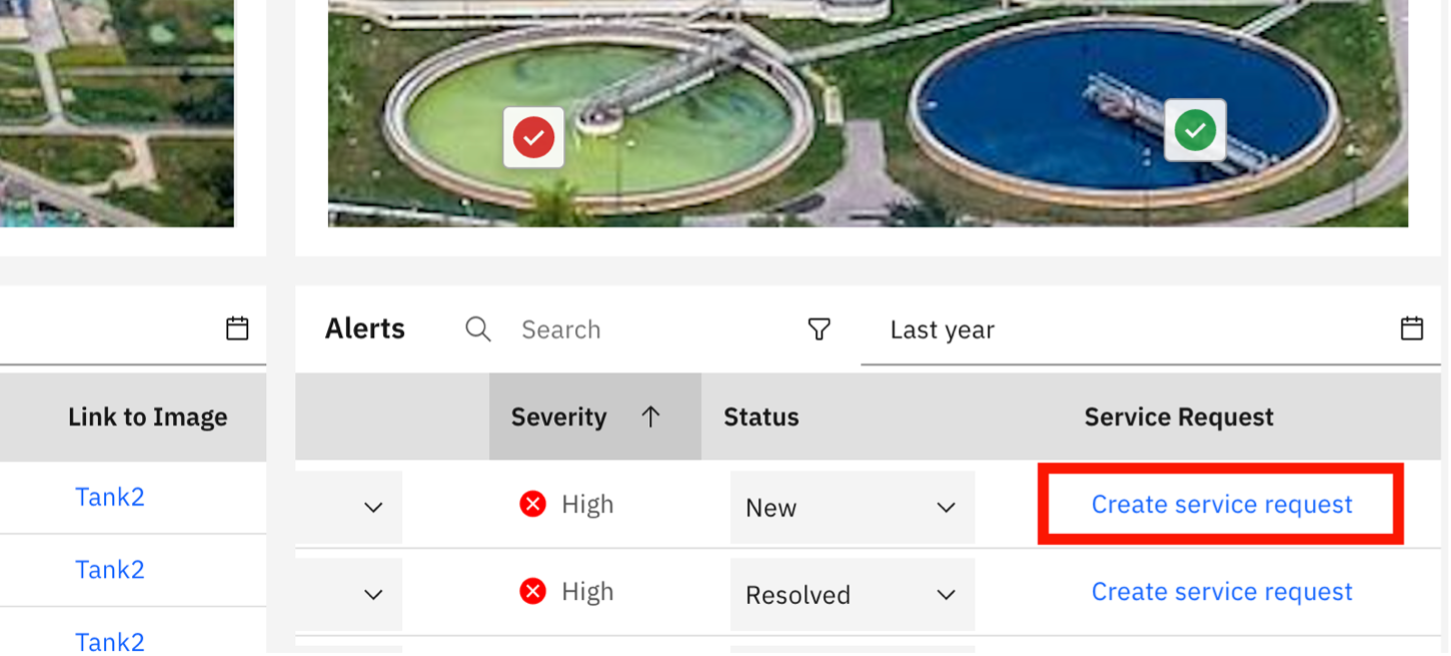 Alerts Search Last year
Link to Image Severity Status Service Request
Tank2 High New Create service request
Tank2 High Resolved Create service request
Tank2